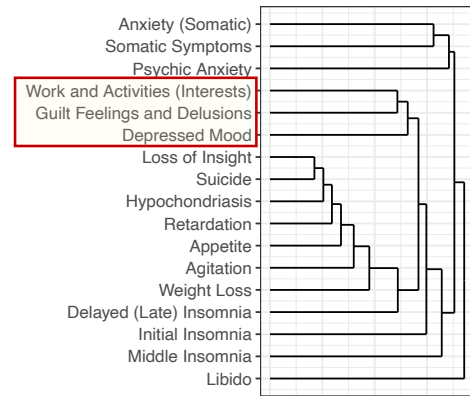 Anxiety (Somatic)
Somatic Symptoms
Psychic Anxiety
Work and Activities (Interests)
Guilt Feelings and Delusions
Depressed Mood
Loss of Insight
Suicide
Hypochondriasis
Retardation
Appetite
Agitation
Weight Loss
Delayed (Late) Insomnia
Initial Insomnia
Middle Insomnia
Libido